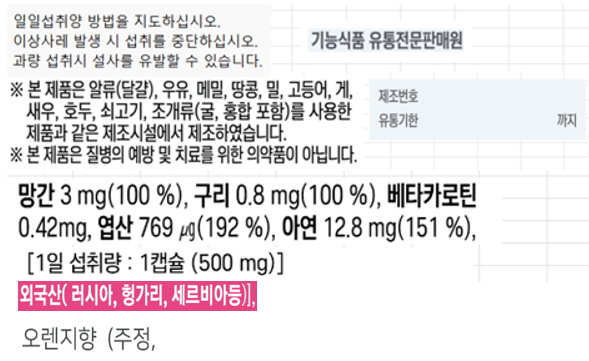 일일섭취양 방법을 지도하십시오.
이상사레 발생 시 섭취를 중단하십시오.
과량 섭취시 설사를 유발할 수 있습니다.
기능식품 유통전문판매원
※ 본 제품은 알류(달걀), 우유, 메밀, 땅콩, 밀, 고등어, 게,
새우, 호두, 쇠고기, 조개류(굴, 홍합 포함)를 사용한
제품과 같은 제조시설에서 제조하였습니다.
※ 본 제품은 질병의 예방 및 치료를 위한 의약품이 아닙니다.
제조번호
유통기한 까지
망간 3 mg(100 %), 구리 0.8 mg(100 %), 베타카로틴
0.42mg, 엽산 769 ㎍(192 %), 아연 12.8 mg(151 %),
[1일 섭취량 : 1캡슐 (500 mg)]
외국산( 러시아, 헝가리, 세르비아등)],
오렌지향 (주정,